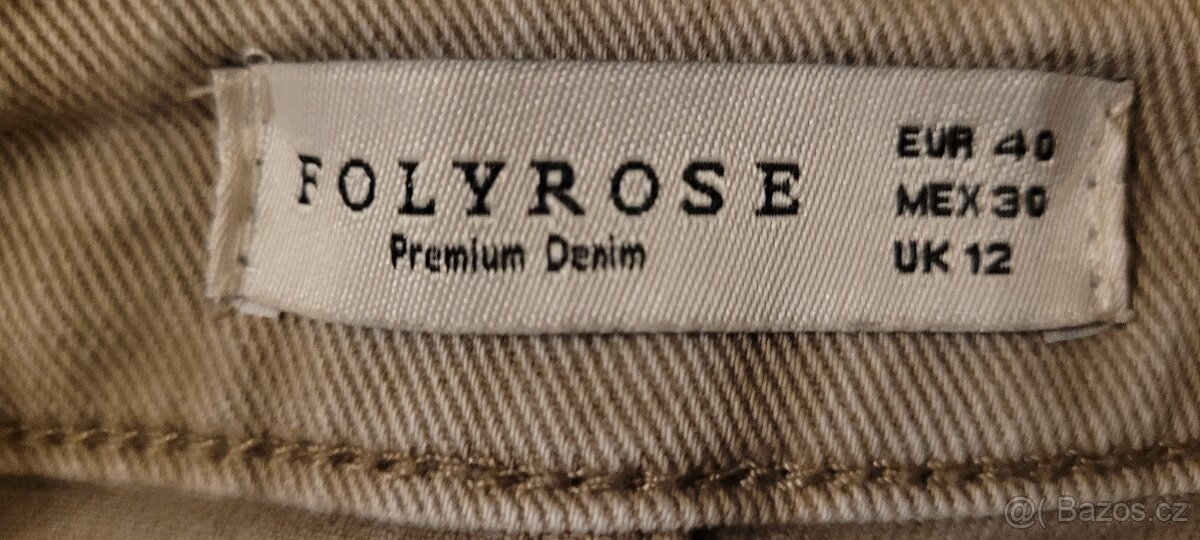 FOLYROSE
Premium Denim
EUR 40
MEX 30
UK 12
@( Bazos.cz